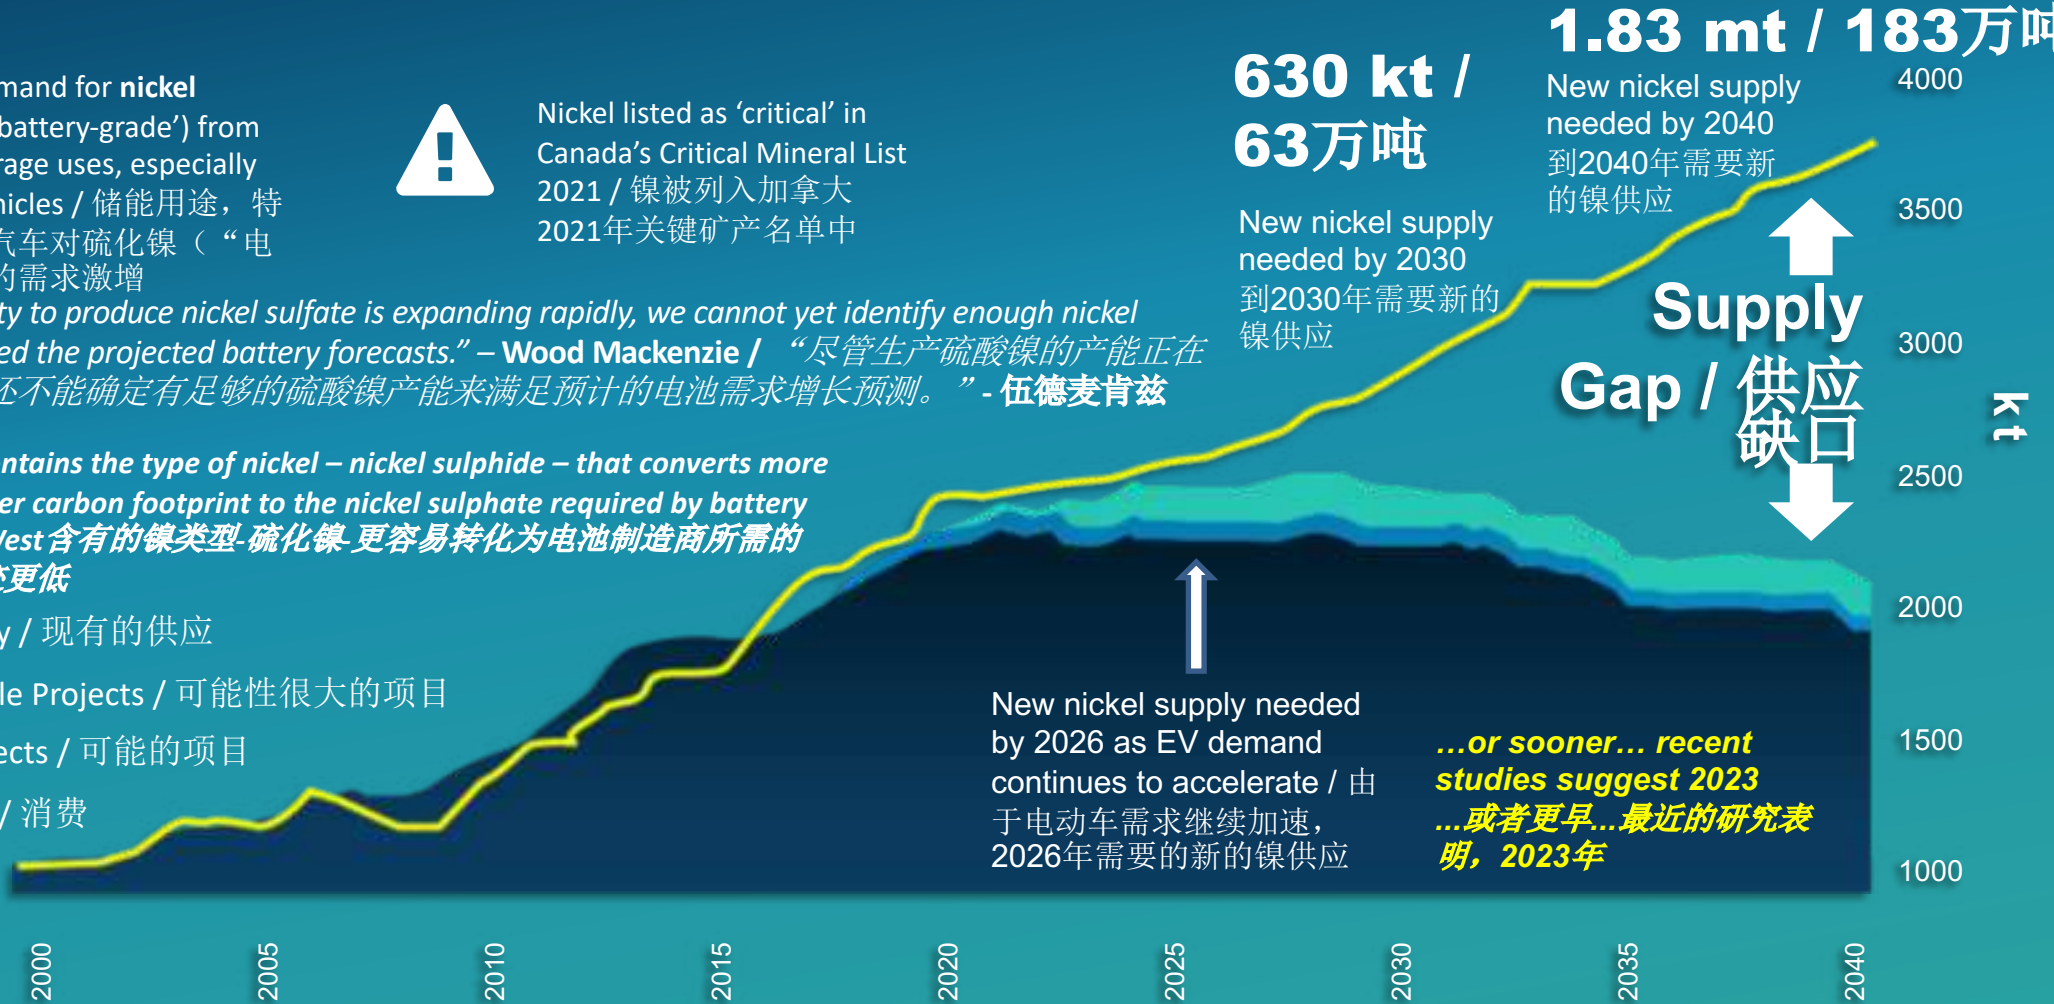 mand for nickel
battery-grade’) from
rage uses, especially
hicles / 储能用途，特
汽车对硫化镍（“电
的需求激增
Nickel listed as ‘critical’ in
Canada’s Critical Mineral List
2021 / 镍被列入加拿大
2021年关键矿产名单中
630 kt /
63万吨
New nickel supply
needed by 2030
到2030年需要新的
镍供应
1.83 mt / 183万吨
New nickel supply
needed by 2040
到2040年需要新
的镍供应
ty to produce nickel sulfate is expanding rapidly, we cannot yet identify enough nickel
ed the projected battery forecasts.” – Wood Mackenzie / “尽管生产硫酸镍的产能正在
还不能确定有足够的硫酸镍产能来满足预计的电池需求增长预测。” - 伍德麦肯兹
ntains the type of nickel – nickel sulphide – that converts more
er carbon footprint to the nickel sulphate required by battery
West含有的镍类型-硫化镍-更容易转化为电池制造商所需的
更低
y / 现有的供应
le Projects / 可能性很大的项目
ects / 可能的项目
/ 消费
Supply
Gap / 供应
缺口
New nickel supply needed
by 2026 as EV demand
continues to accelerate / 由
于电动车需求继续加速，
2026年需要的新的镍供应
…or sooner… recent
studies suggest 2023
...或者更早...最近的研究表
明，2023年
4000
3500
3000
2500
2000
1500
1000
kt
2000
2005
2010
2015
2020
2025
2030
2035
2040